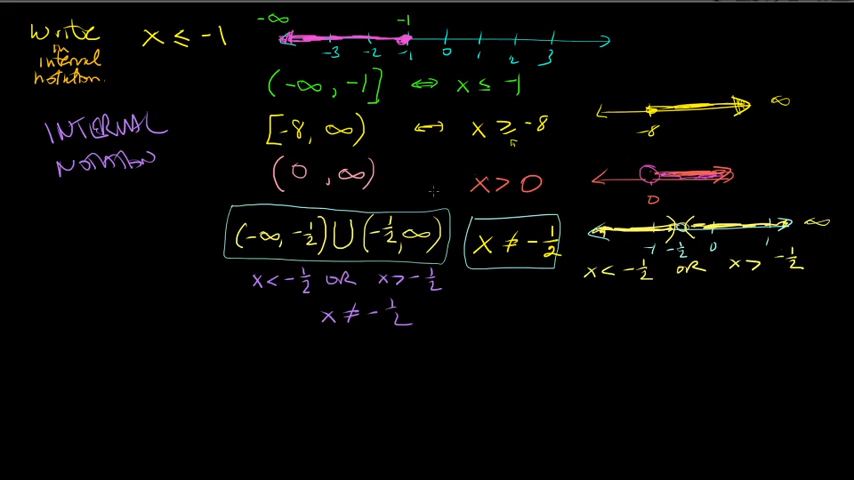 Write
in
interval
notation.
x ≤ -1
-∞ -1
-3 -2 -1 0 1 2 3
(-∞, -1] ⇔ x ≤ -1
INTERVAL
NOTATION
[-8, ∞) ↔ x ≥ -8
-8 ∞
(0, ∞) x > 0
0
(-∞, -1/2) ∪ (-1/2, ∞) x ≠ -1/2
-1 -1/2 0 1 ∞
x < -1/2 OR x > -1/2
x < -1/2 OR x > -1/2
x ≠ -1/2